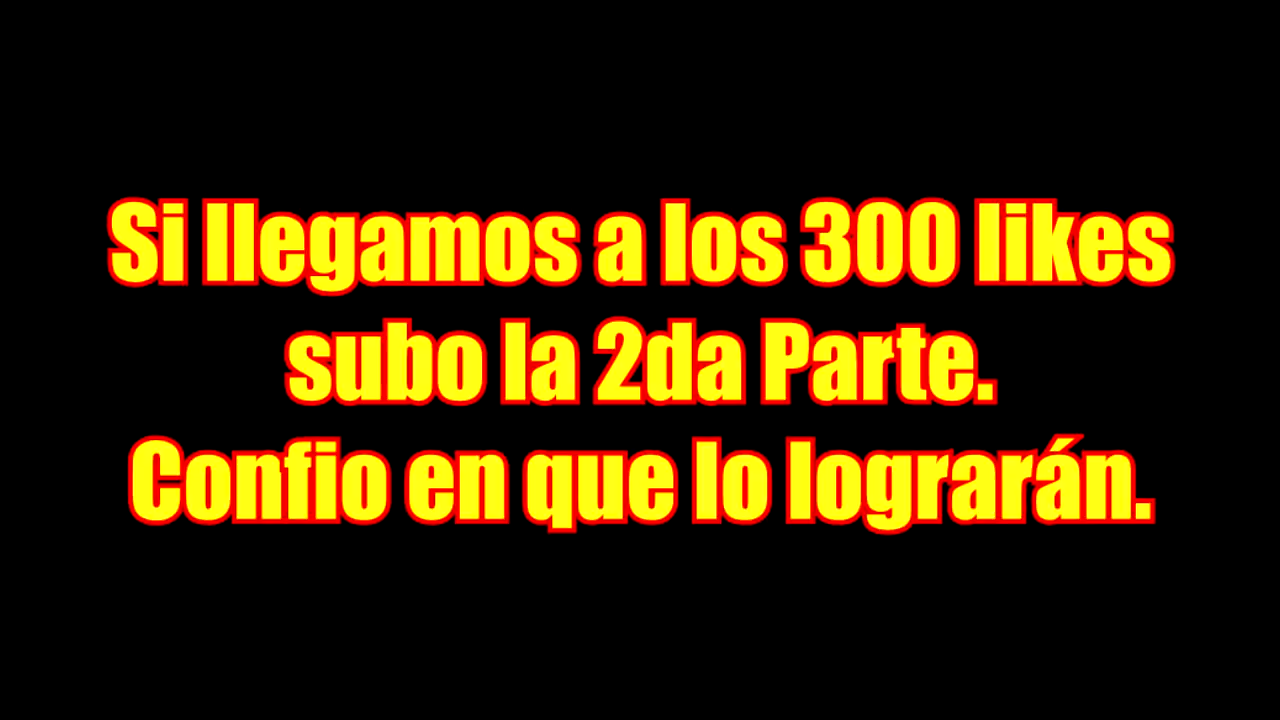 Si llegamos a los 300 likes
subo la 2da Parte.
Confio en que lo lograrán.